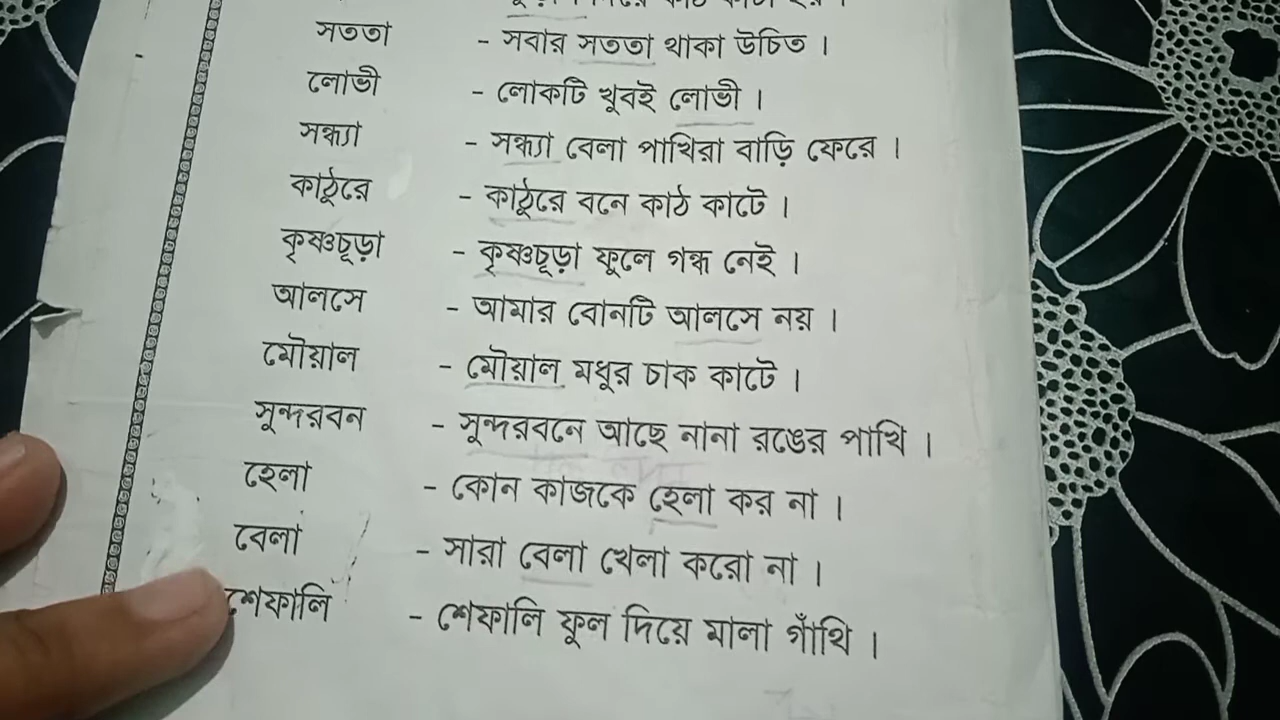 সততা - সবার সততা থাকা উচিত ।
লোভী - লোকটি খুবই লোভী ।
সন্ধ্যা - সন্ধ্যা বেলা পাখিরা বাড়ি ফেরে ।
কাঠুরে - কাঠুরে বনে কাঠ কাটে ।
কৃষ্ণচূড়া - কৃষ্ণচূড়া ফুলে গন্ধ নেই ।
আলসে - আমার বোনটি আলসে নয় ।
মৌয়াল - মৌয়াল মধুর চাক কাটে ।
সুন্দরবন - সুন্দরবনে আছে নানা রঙের পাখি ।
হেলা - কোন কাজকে হেলা কর না ।
বেলা - সারা বেলা খেলা করো না ।
শেফালি - শেফালি ফুল দিয়ে মালা গাঁথি ।